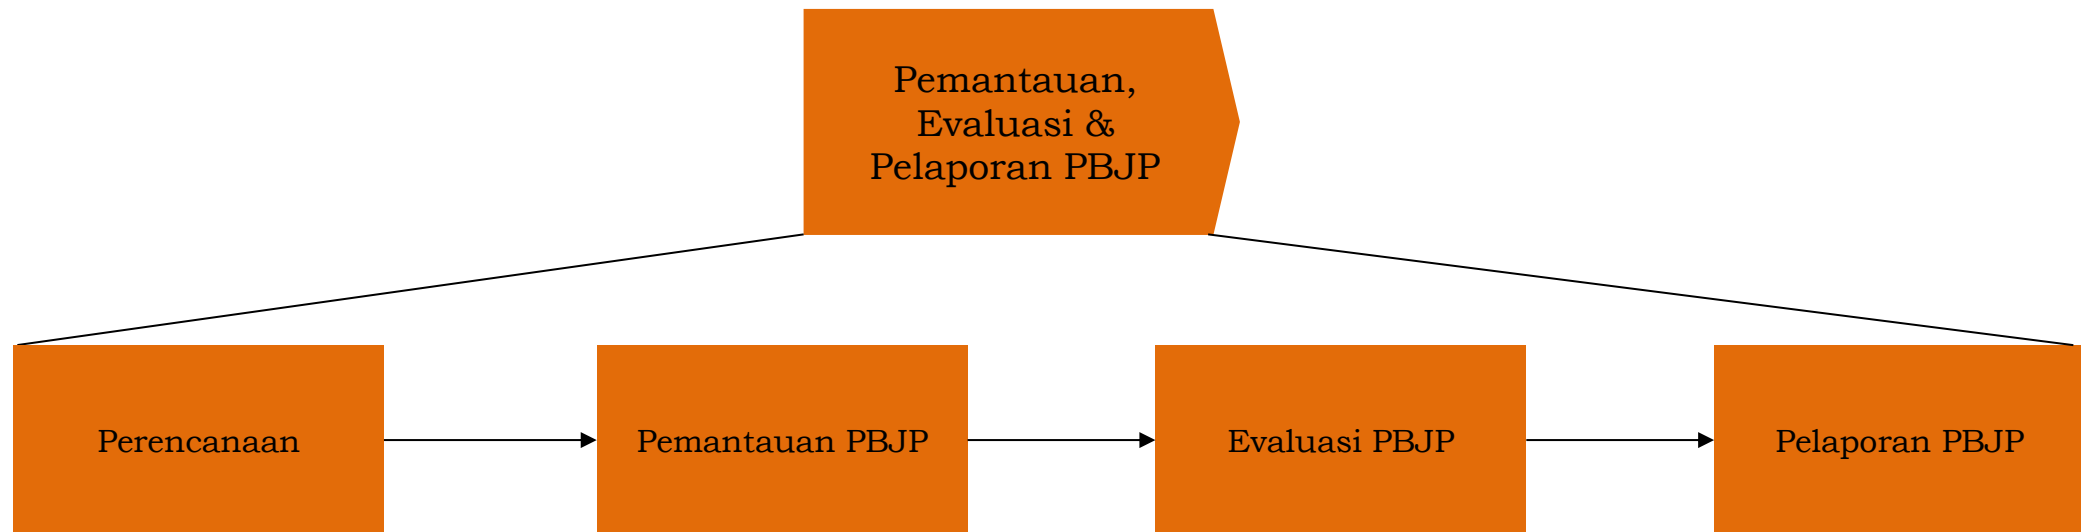 Pemantauan,
Evaluasi &
Pelaporan PBJP
Perencanaan
Pemantauan PBJP
Evaluasi PBJP
Pelaporan PBJP